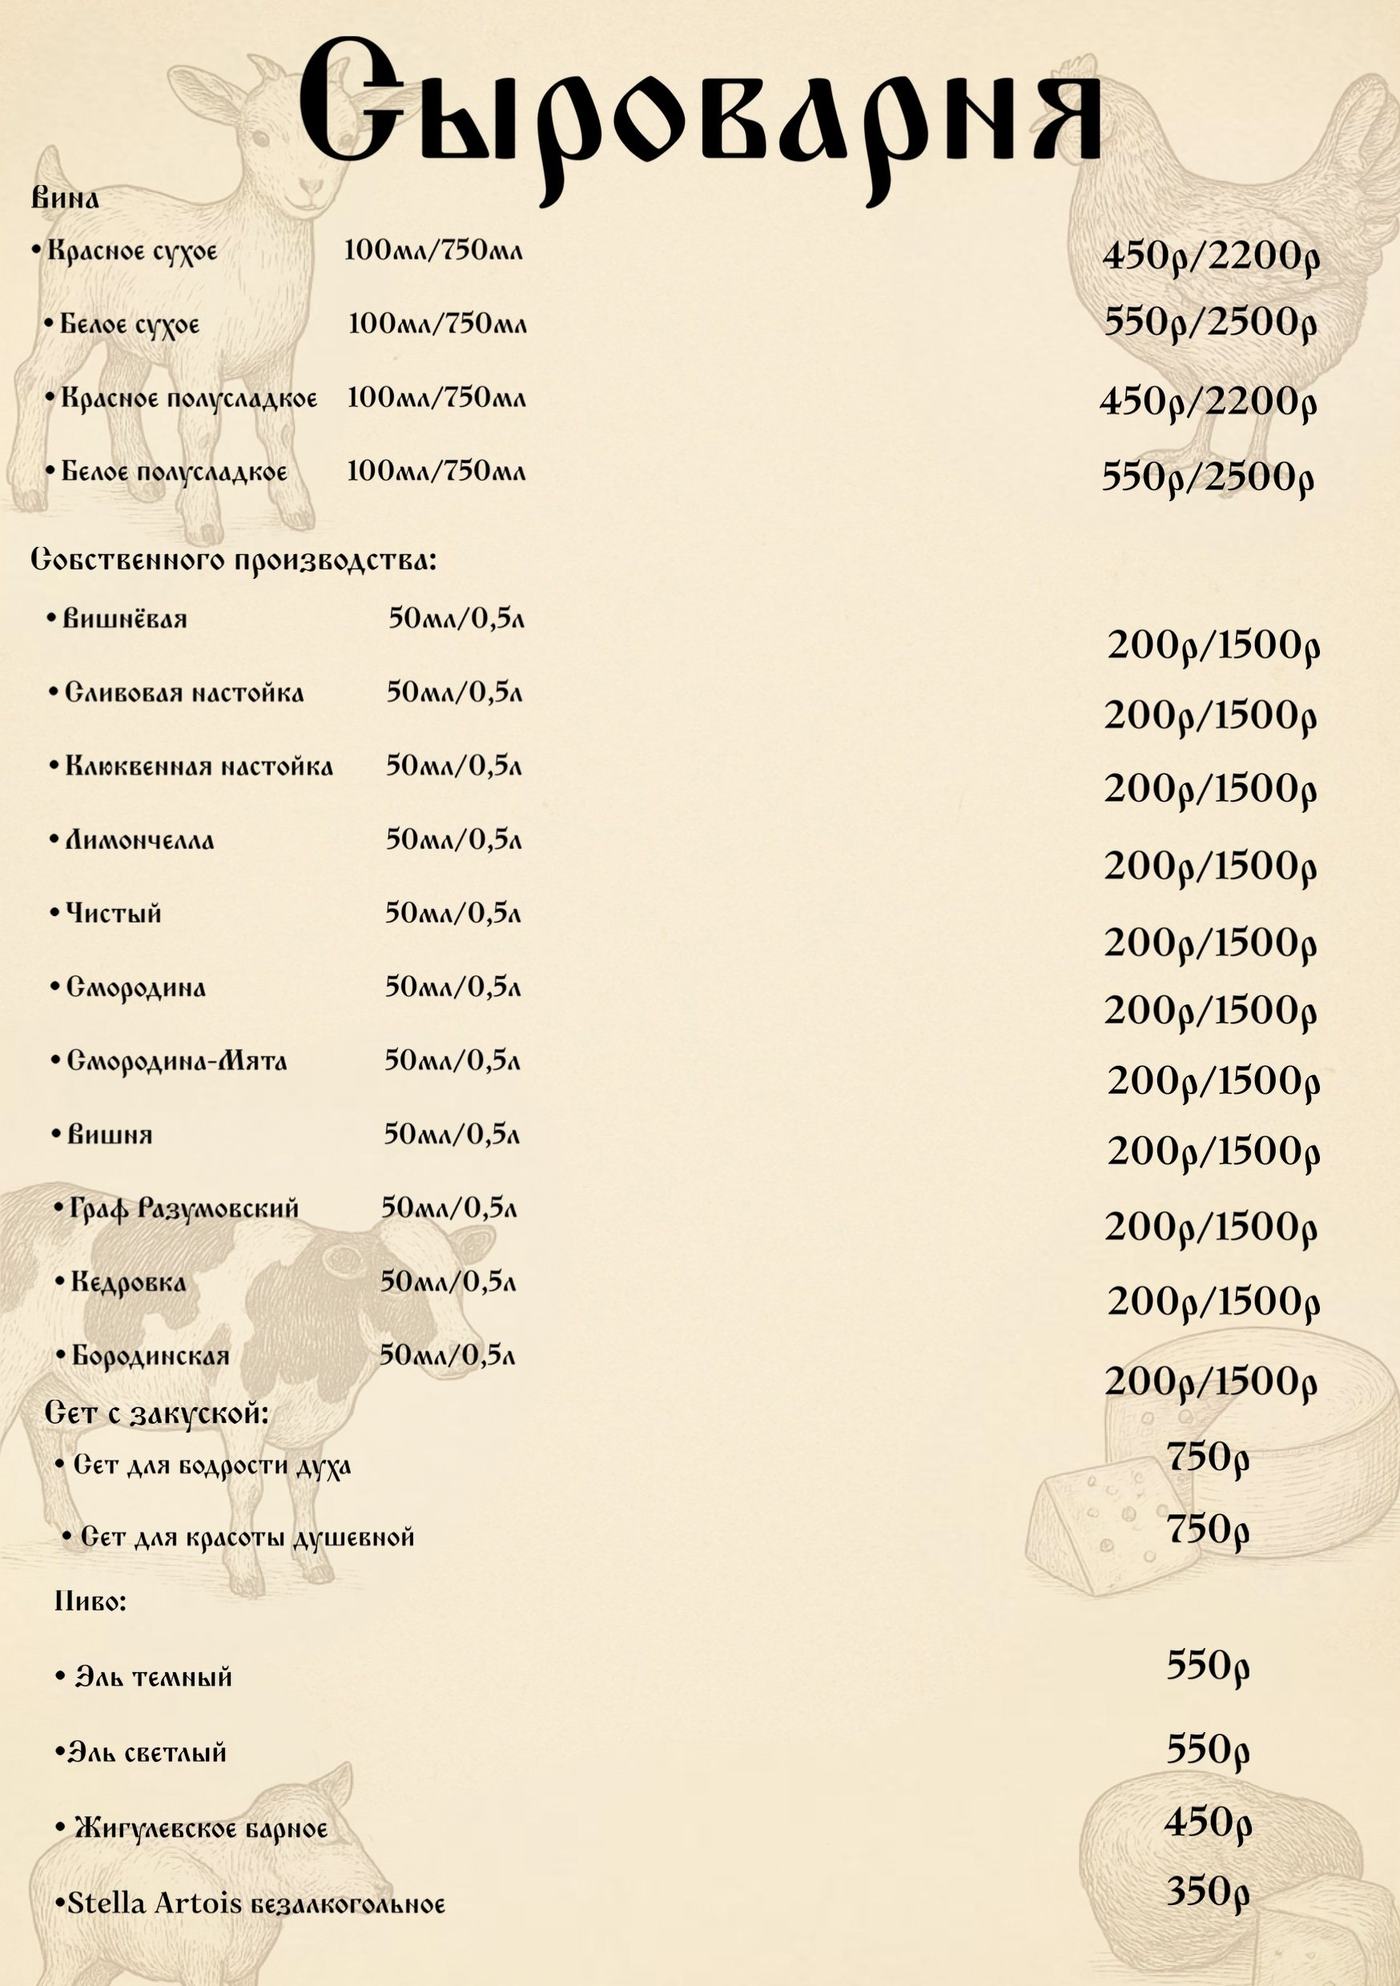 Сыроварня
Вина
•Красное сухое 100мл/750мл 450р/2200р
•Белое сухое 100мл/750мл 550р/2500р
•Красное полусладкое 100мл/750мл 450р/2200р
•Белое полусладкое 100мл/750мл 550р/2500р
Собственного производства:
•Вишнёвая 50мл/0,5л 200р/1500р
•Сливовая настойка 50мл/0,5л 200р/1500р
•Клюквенная настойка 50мл/0,5л 200р/1500р
•Лимончелла 50мл/0,5л 200р/1500р
•Чистый 50мл/0,5л 200р/1500р
•Смородина 50мл/0,5л 200р/1500р
•Смородина-Мята 50мл/0,5л 200р/1500р
•Вишня 50мл/0,5л 200р/1500р
•Граф Разумовский 50мл/0,5л 200р/1500р
•Кедровка 50мл/0,5л 200р/1500р
•Бородинская 50мл/0,5л 200р/1500р
Сет с закуской:
• Сет для бодрости духа 750р
• Сет для красоты душевной 750р
Пиво:
• Эль темный 550р
•Эль светлый 550р
• Жигулевское барное 450р
•Stella Artois безалкогольное 350р